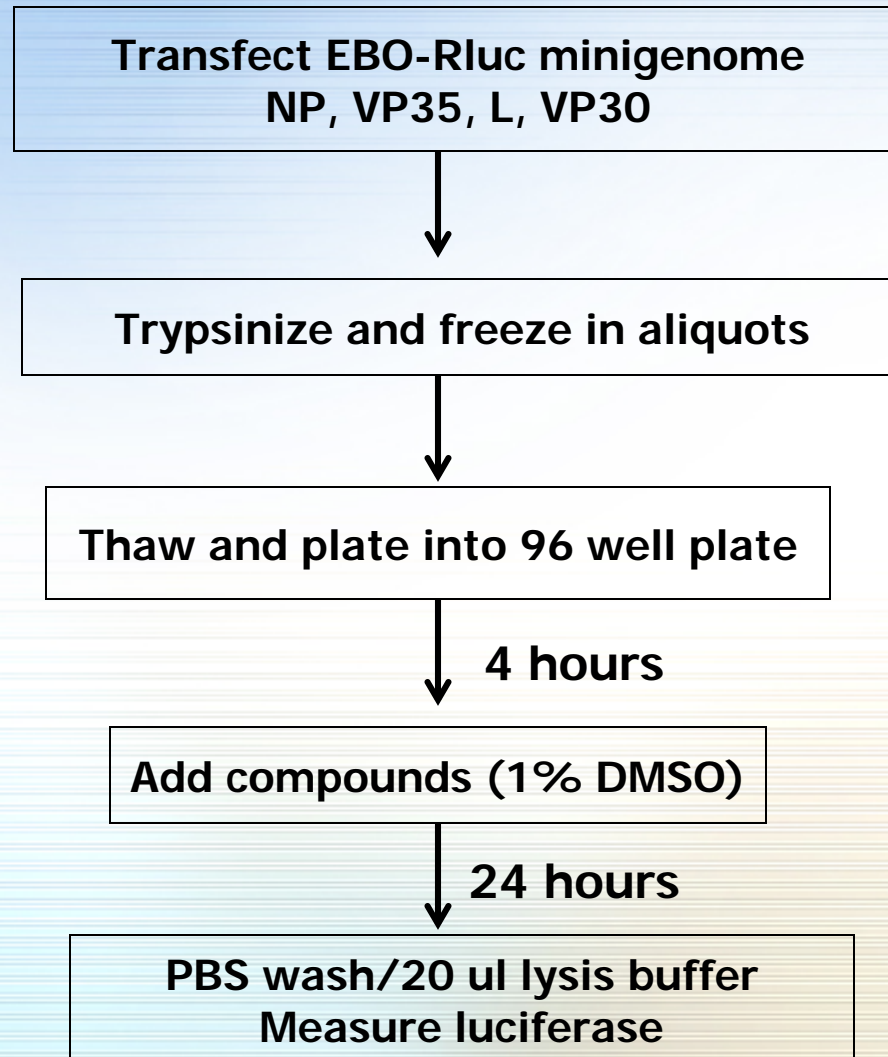 Transfect EBO-Rluc minigenome
NP, VP35, L, VP30
Trypsinize and freeze in aliquots
Thaw and plate into 96 well plate
4 hours
Add compounds (1% DMSO)
24 hours
PBS wash/20 ul lysis buffer
Measure luciferase